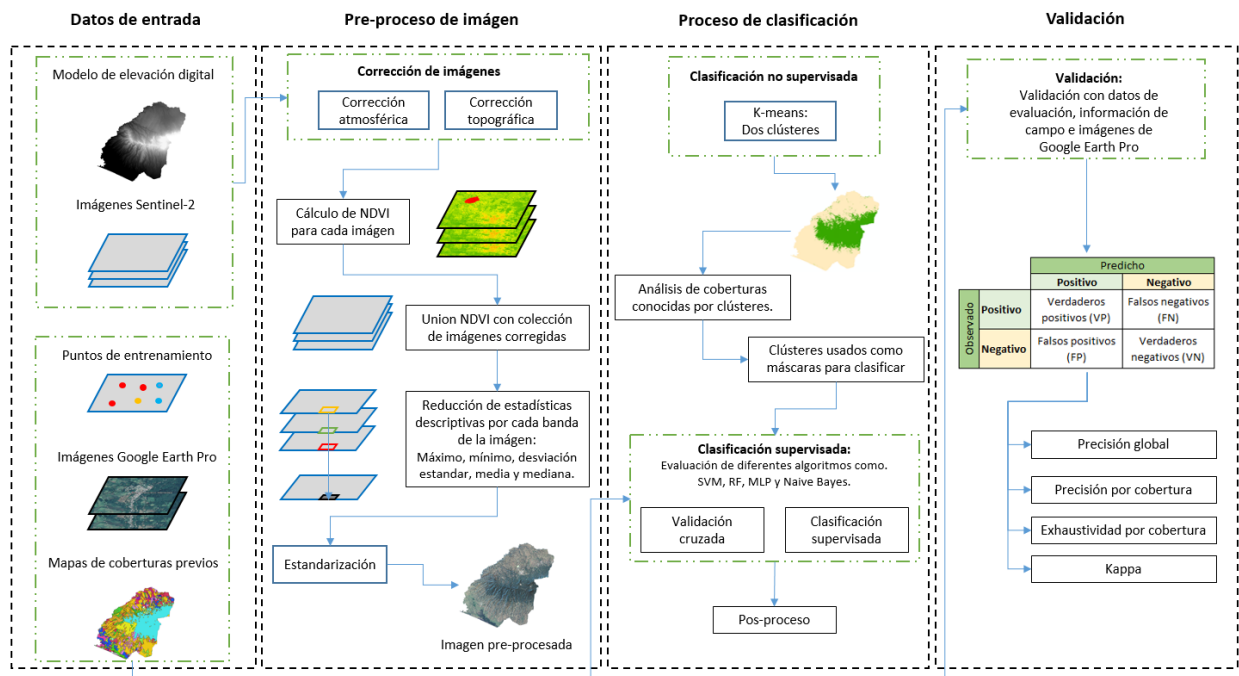 Datos de entrada
Modelo de elevación digital
Imágenes Sentinel-2
Puntos de entrenamiento
Imágenes Google Earth Pro
Mapas de coberturas previos
Pre-proceso de imágen
Corrección de imágenes
Corrección
atmosférica
Corrección
topográfica
Cálculo de NDVI
para cada imágen
Union NDVI con colección
de imágenes corregidas
Reducción de estadísticas
descriptivas por cada banda
de la imágen:
Máximo, mínimo, desviación
estandar, media y mediana.
Estandarización
Imagen pre-procesada
Proceso de clasificación
Clasificación no supervisada
K-means:
Dos clústeres
Análisis de coberturas
conocidas por clústeres.
Clústeres usados como
máscaras para clasificar
Clasificación supervisada:
Evaluación de diferentes algoritmos como.
SVM, RF, MLP y Naive Bayes.
Validación
cruzada
Clasificación
supervisada
Pos-proceso
Validación
Validación:
Validación con datos de
evaluación, información de
campo e imágenes de
Google Earth Pro
Predicho
Positivo
Negativo
Observado
Positivo
Verdaderos
positivos (VP)
Falsos negativos
(FN)
Negativo
Falsos positivos
(FP)
Verdaderos
negativos (VN)
Precisión global
Precisión por cobertura
Exhaustividad por cobertura
Kappa